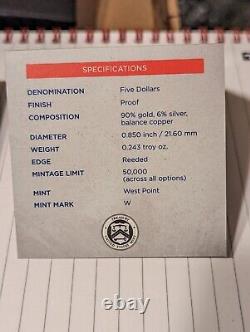 SPECIFICATIONS
DENOMINATION Five Dollars
FINISH Proof
COMPOSITION 90% gold, 6% silver,
balance copper
DIAMETER 0.850 inch / 21.60 mm
WEIGHT 0.243 troy oz.
EDGE Reeded
MINTAGE LIMIT 50,000
(across all options)
MINT West Point
MINT MARK W